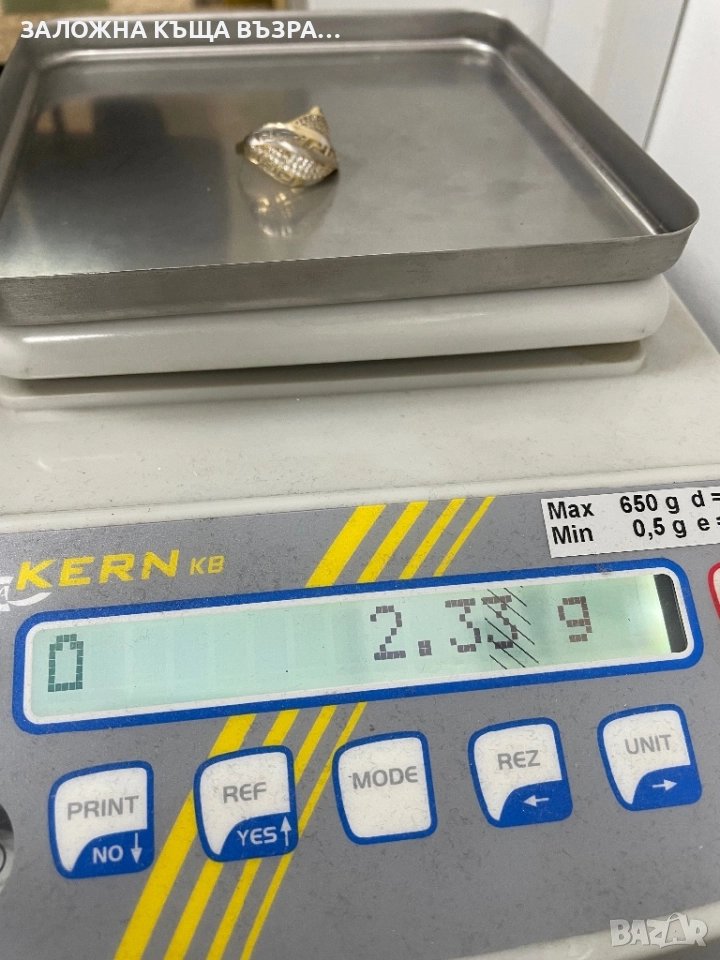 ЗАЛОЖНА КЪЩА ВЪЗРА...
Max 650 g d=
Min 0,5 g e=
KERN KB
0 2.33 g
PRINT REF MODE REZ UNIT
NO ↓ YES ↑ ← →
BAZAR